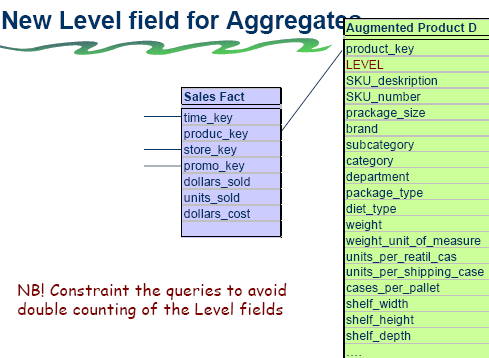 New Level field for Aggregates
Augmented Product D
product_key
LEVEL
SKU_deskription
SKU_number
prackage_size
brand
subcategory
category
department
package_type
diet_type
weight
weight_unit_of_measure
units_per_reatil_cas
units_per_shipping_case
cases_per_pallet
shelf_width
shelf_height
shelf_depth
....
Sales Fact
time_key
produc_key
store_key
promo_key
dollars_sold
units_sold
dollars_cost
NB! Constraint the queries to avoid
double counting of the Level fields